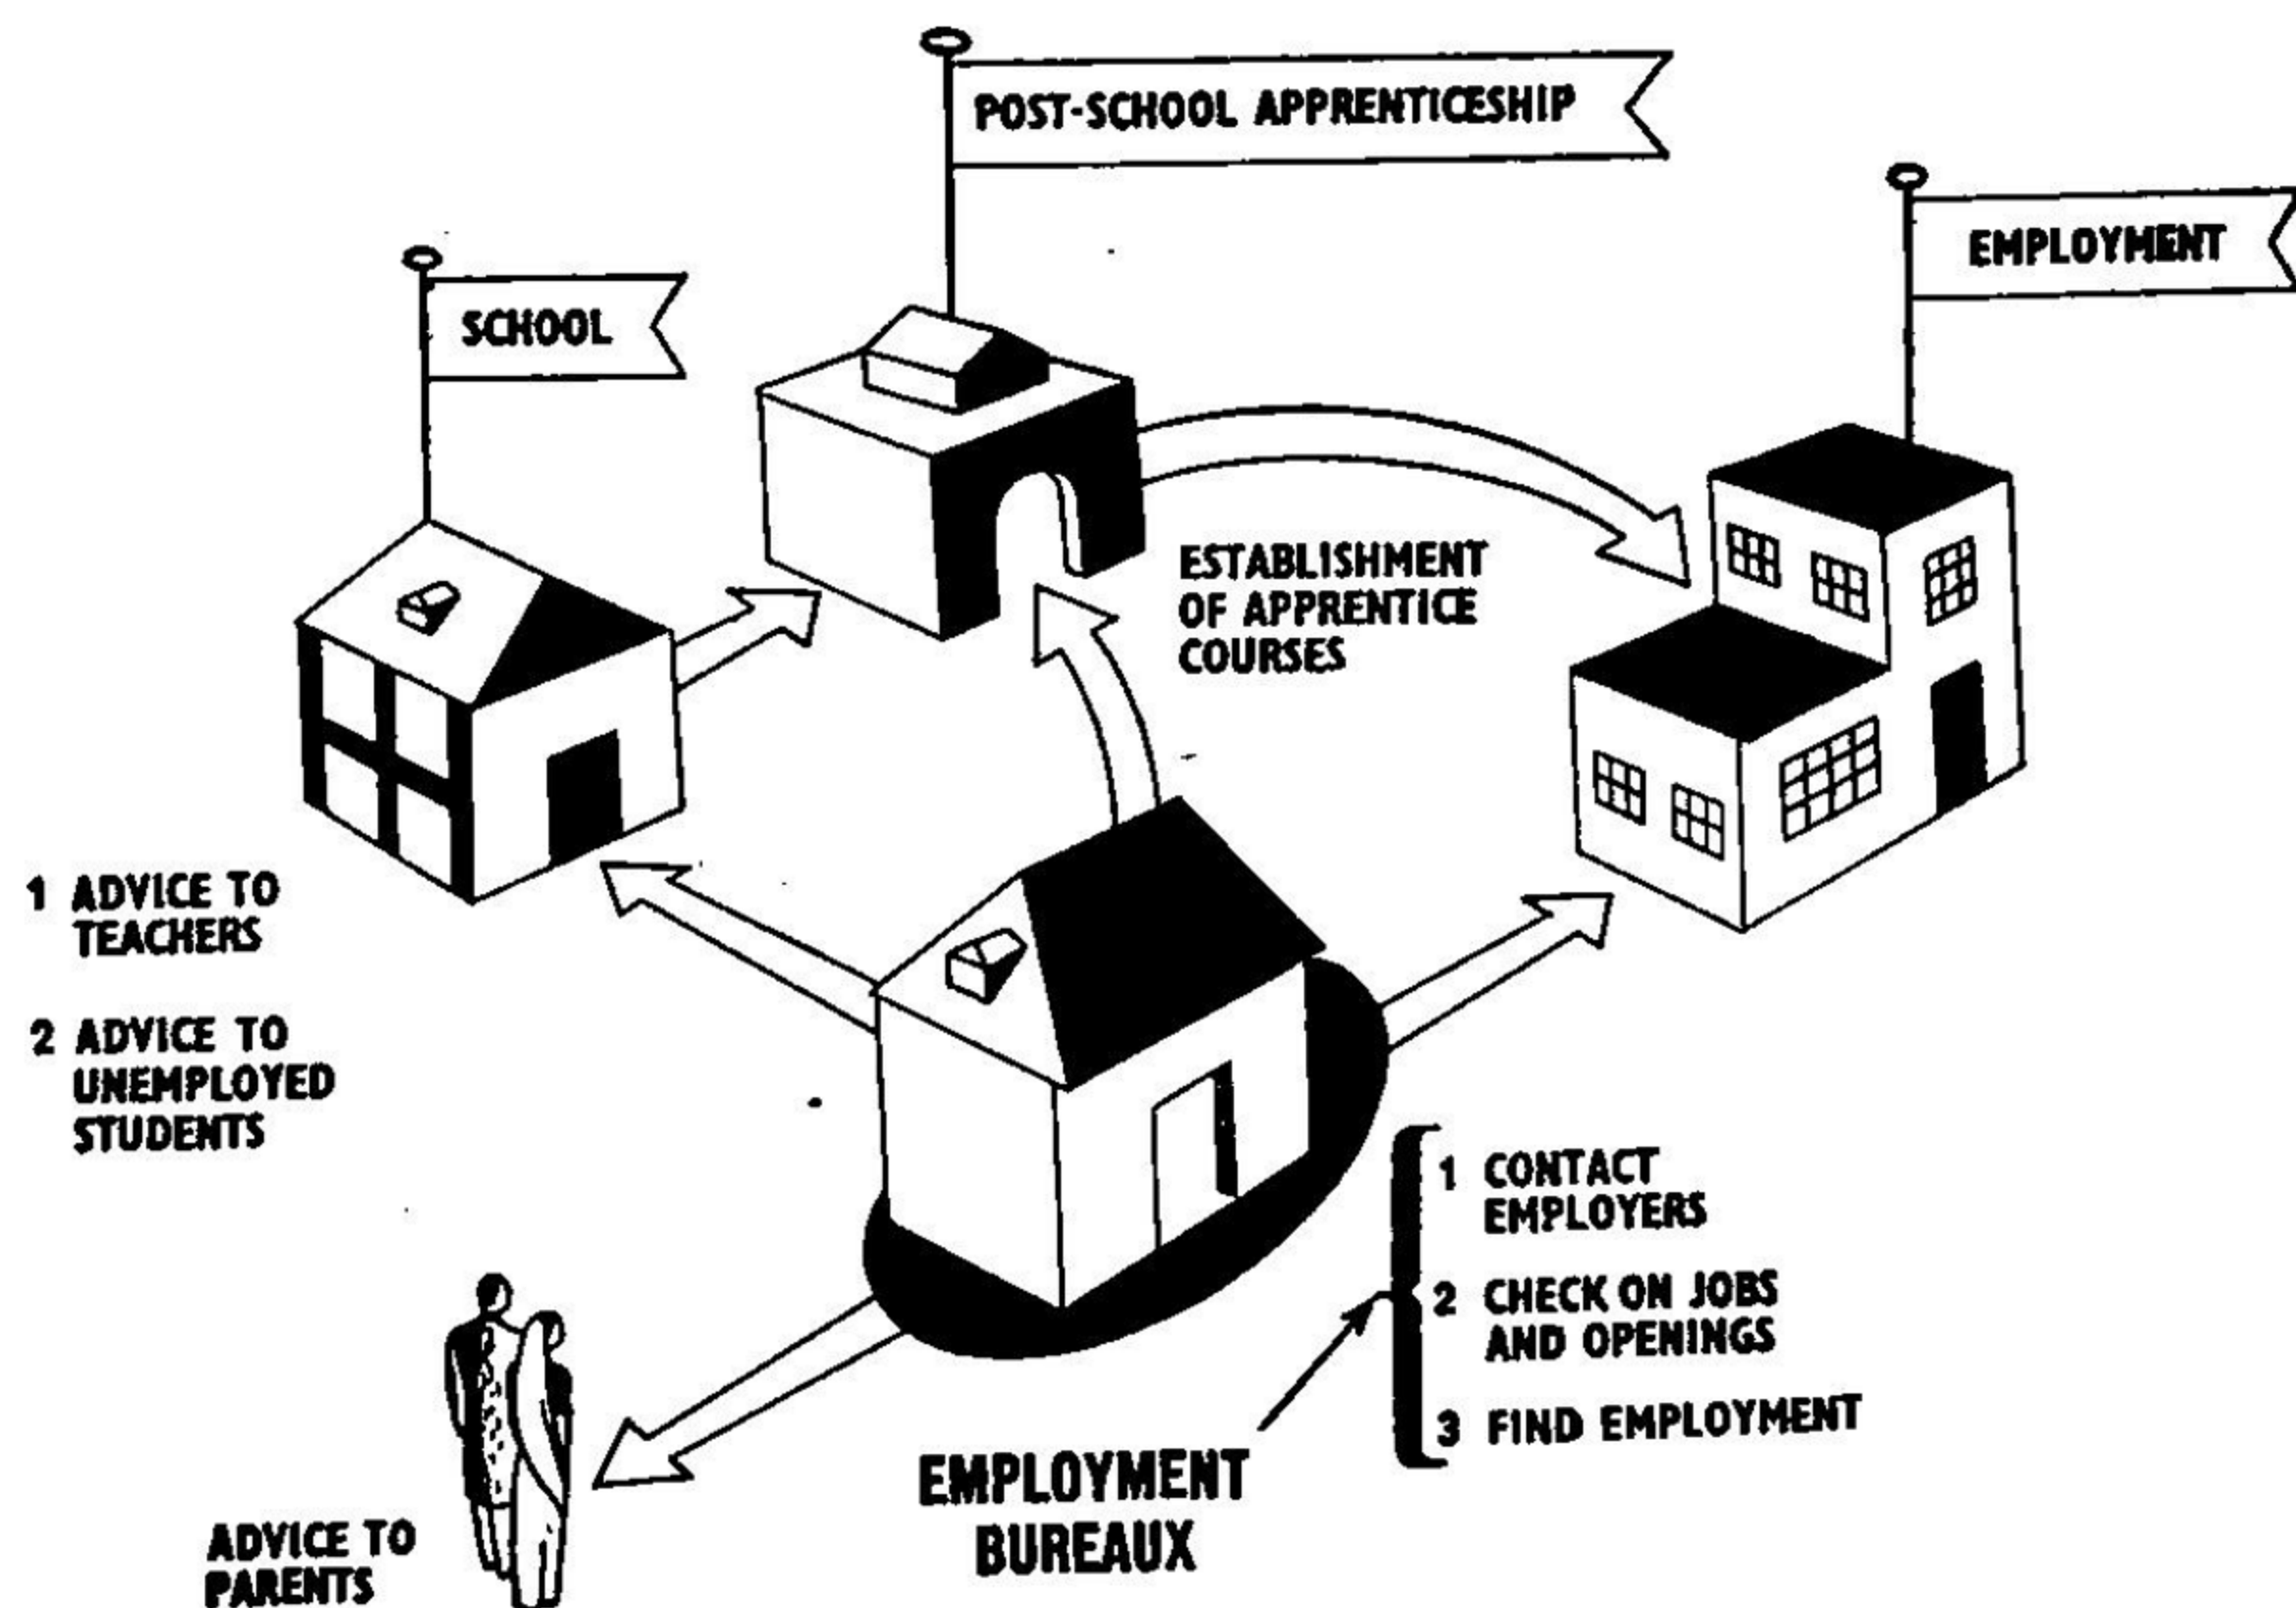 POST-SCHOOL APPRENTICESHIP
EMPLOYMENT
SCHOOL
ESTABLISHMENT
OF APPRENTICE
COURSES
1 ADVICE TO
TEACHERS
2 ADVICE TO
UNEMPLOYED
STUDENTS
1 CONTACT
EMPLOYERS
2 CHECK ON JOBS
AND OPENINGS
3 FIND EMPLOYMENT
EMPLOYMENT
BUREAUX
ADVICE TO
PARENTS